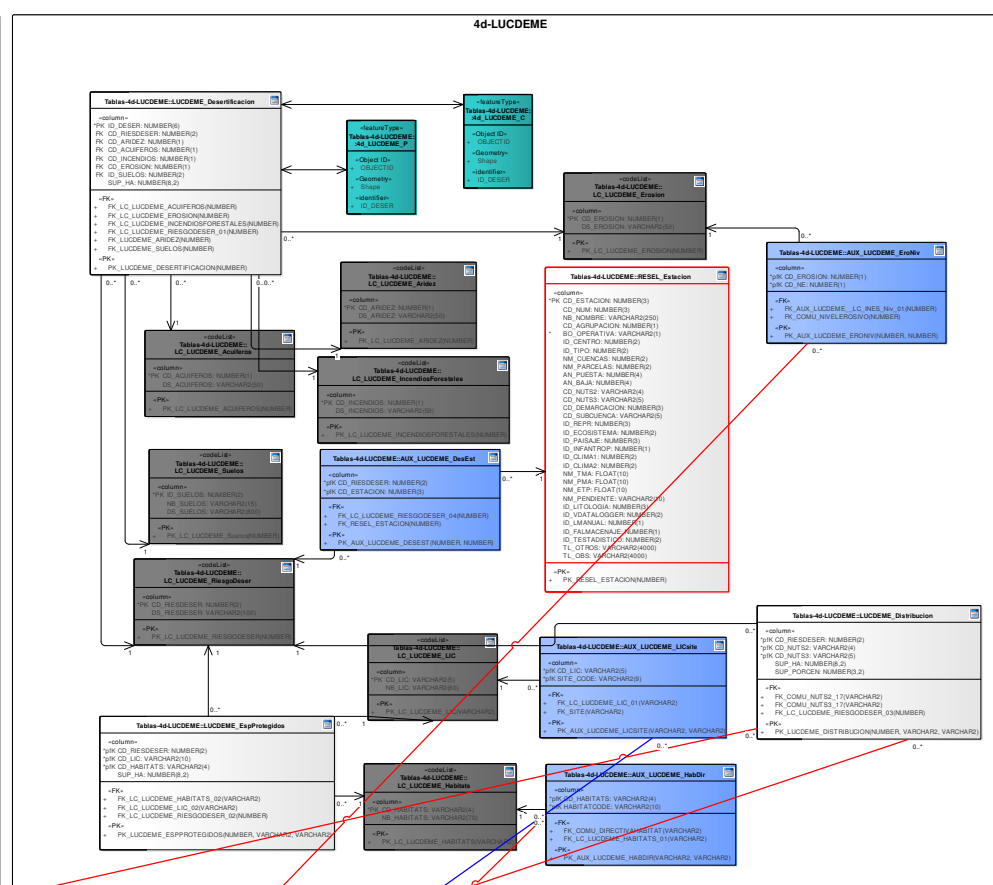 4d-LUCDEME
Tablas-4d-LUCDEME::LUCDEME_Desertificacion
«column»
*PK ID_DESER: NUMBER(6)
FK CD_RIESDESER: NUMBER(2)
FK CD_ARIDEZ: NUMBER(1)
FK CD_ACUIFEROS: NUMBER(1)
FK CD_INCENDIOS: NUMBER(1)
FK CD_EROSION: NUMBER(1)
FK ID_SUELOS: NUMBER(2)
SUP_HA: NUMBER(8,2)
«FK»
+ FK_LC_LUCDEME_ACUIFEROS(NUMBER)
+ FK_LC_LUCDEME_EROSION(NUMBER)
+ FK_LC_LUCDEME_INCENDIOSFORESTALES(NUMBER)
+ FK_LC_LUCDEME_RIESGODESER_01(NUMBER)
+ FK_LUCDEME_ARIDEZ(NUMBER)
+ FK_LUCDEME_SUELOS(NUMBER)
«PK»
+ PK_LUCDEME_DESERTIFICACION(NUMBER)
«featureType»
Tablas-4d-LUCDEME::
:4d_LUCDEME_P
«Object ID»
+ OBJECTID
«Geometry»
+ Shape
«identifier»
+ ID_DESER
«featureType»
Tablas-4d-LUCDEME::
:4d_LUCDEME_C
«Object ID»
+ OBJECTID
«Geometry»
+ Shape
«identifier»
+ ID_DESER
«codeList»
Tablas-4d-LUCDEME::
LC_LUCDEME_Erosion
«column»
*PK CD_EROSION: NUMBER(1)
DS_EROSION: VARCHAR2(50)
«PK»
+ PK_LC_LUCDEME_EROSION(NUMBER)
Tablas-4d-LUCDEME::AUX_LUCDEME_EroNiv
«column»
*pfK CD_EROSION: NUMBER(1)
*pfK CD_NE: NUMBER(1)
«FK»
+ FK_AUX_LUCDEME__LC_INES_Niv_01(NUMBER)
+ FK_COMU_NIVELEROSIVO(NUMBER)
«PK»
+ PK_AUX_LUCDEME_ERONIV(NUMBER, NUMBER)
«codeList»
Tablas-4d-LUCDEME::
LC_LUCDEME_Aridez
«column»
*PK CD_ARIDEZ: NUMBER(1)
DS_ARIDEZ: VARCHAR2(50)
«PK»
+ PK_LC_LUCDEME_ARIDEZ(NUMBER)
«codeList»
Tablas-4d-LUCDEME::
LC_LUCDEME_Acuiferos
«column»
*PK CD_ACUIFEROS: NUMBER(1)
DS_ACUIFEROS: VARCHAR2(50)
«PK»
+ PK_LC_LUCDEME_ACUIFEROS(NUMBER)
«codeList»
Tablas-4d-LUCDEME::
LC_LUCDEME_IncendiosForestales
«column»
*PK CD_INCENDIOS: NUMBER(1)
DS_INCENDIOS: VARCHAR2(50)
«PK»
+ PK_LC_LUCDEME_INCENDIOSFORESTALES(NUMBER)
Tablas-4d-LUCDEME::RESEL_Estacion
«column»
*PK CD_ESTACION: NUMBER(3)
CD_NUM: NUMBER(3)
NB_NOMBRE: VARCHAR2(250)
CD_AGRUPACION: NUMBER(1)
* BO_OPERATIVA: VARCHAR2(1)
ID_CENTRO: NUMBER(2)
ID_TIPO: NUMBER(2)
NM_CUENCAS: NUMBER(2)
NM_PARCELAS: NUMBER(2)
AN_PUESTA: NUMBER(4)
AN_BAJA: NUMBER(4)
CD_NUTS2: VARCHAR2(4)
CD_NUTS3: VARCHAR2(5)
CD_DEMARCACION: NUMBER(3)
CD_SUBCUENCA: VARCHAR2(5)
ID_REPR: NUMBER(3)
ID_ECOSISTEMA: NUMBER(2)
ID_PAISAJE: NUMBER(3)
ID_INFANTROP: NUMBER(1)
ID_CLIMA1: NUMBER(2)
ID_CLIMA2: NUMBER(2)
NM_TMA: FLOAT(10)
NM_PMA: FLOAT(10)
NM_ETP: FLOAT(10)
NM_PENDENTE: VARCHAR2(10)
ID_LITOLOGIA: NUMBER(3)
ID_VDATALOGGER: NUMBER(2)
ID_LMANUAL: NUMBER(1)
ID_FALMACENAJE: NUMBER(1)
ID_TESTADISTICO: NUMBER(2)
TL_OTROS: VARCHAR2(4000)
TL_OBS: VARCHAR2(4000)
«PK»
+ PK_RESEL_ESTACION(NUMBER)
«codeList»
Tablas-4d-LUCDEME::
LC_LUCDEME_Suelos
«column»
*PK ID_SUELOS: NUMBER(2)
NB_SUELOS: VARCHAR2(15)
DS_SUELOS: VARCHAR2(800)
«PK»
+ PK_LC_LUCDEME_Suelos(NUMBER)
Tablas-4d-LUCDEME::AUX_LUCDEME_DesEst
«column»
*pfK CD_RIESDESER: NUMBER(2)
*pfK CD_ESTACION: NUMBER(3)
«FK»
+ FK_LC_LUCDEME_RIESGODESER_04(NUMBER)
+ FK_RESEL_ESTACION(NUMBER)
«PK»
+ PK_AUX_LUCDEME_DESEST(NUMBER, NUMBER)
«codeList»
Tablas-4d-LUCDEME::
LC_LUCDEME_RiesgoDeser
«column»
*PK CD_RIESDESER: NUMBER(2)
DS_RIESDESER: VARCHAR2(100)
«PK»
+ PK_LC_LUCDEME_RIESGODESER(NUMBER)
«codeList»
Tablas-4d-LUCDEME::
LC_LUCDEME_LIC
«column»
*PK CD_LIC: VARCHAR2(5)
NB_LIC: VARCHAR2(80)
«PK»
+ PK_LC_LUCDEME_LIC(VARCHAR2)
Tablas-4d-LUCDEME::AUX_LUCDEME_LICsite
«column»
*pfK CD_LIC: VARCHAR2(5)
*pfK SITE_CODE: VARCHAR2(9)
«FK»
+ FK_LC_LUCDEME_LIC_01(VARCHAR2)
+ FK_SITE(VARCHAR2)
«PK»
+ PK_AUX_LUCDEME_LICSITE(VARCHAR2, VARCHAR2)
Tablas-4d-LUCDEME::LUCDEME_Distribucion
«column»
*pfK CD_RIESDESER: NUMBER(2)
*pfK CD_NUTS2: VARCHAR2(4)
*pfK CD_NUTS3: VARCHAR2(5)
SUP_HA: NUMBER(8,2)
SUP_PORCEN: NUMBER(3,2)
«FK»
+ FK_COMU_NUTS2_17(VARCHAR2)
+ FK_COMU_NUTS3_17(VARCHAR2)
+ FK_LC_LUCDEME_RIESGODESER_03(NUMBER)
«PK»
+ PK_LUCDEME_DISTRIBUCION(NUMBER, VARCHAR2, VARCHAR2)
Tablas-4d-LUCDEME::LUCDEME_EspProtegidos
«column»
*pfK CD_RIESDESER: NUMBER(2)
*pfK CD_LIC: VARCHAR2(10)
*pfK CD_HABITATS: VARCHAR2(4)
SUP_HA: NUMBER(8,2)
«FK»
+ FK_LC_LUCDEME_HABITATS_02(VARCHAR2)
+ FK_LC_LUCDEME_LIC_02(VARCHAR2)
+ FK_LC_LUCDEME_RIESGODESER_02(NUMBER)
«PK»
+ PK_LUCDEME_ESPPROTEGIDOS(NUMBER, VARCHAR2, VARCHAR2)
«codeList»
Tablas-4d-LUCDEME::
LC_LUCDEME_Habitats
«column»
*PK CD_HABITATS: VARCHAR2(4)
NB_HABITATS: VARCHAR2(70)
«PK»
+ PK_LC_LUCDEME_HABITATS(VARCHAR2)
Tablas-4d-LUCDEME::AUX_LUCDEME_HabDir
«column»
*pfK CD_HABITATS: VARCHAR2(4)
*pfK HABITATCODE: VARCHAR2(10)
«FK»
+ FK_COMU_DIRECTIVAHABITAT(VARCHAR2)
+ FK_LC_LUCDEME_HABITATS_01(VARCHAR2)
«PK»
+ PK_AUX_LUCDEME_HABDIR(VARCHAR2, VARCHAR2)